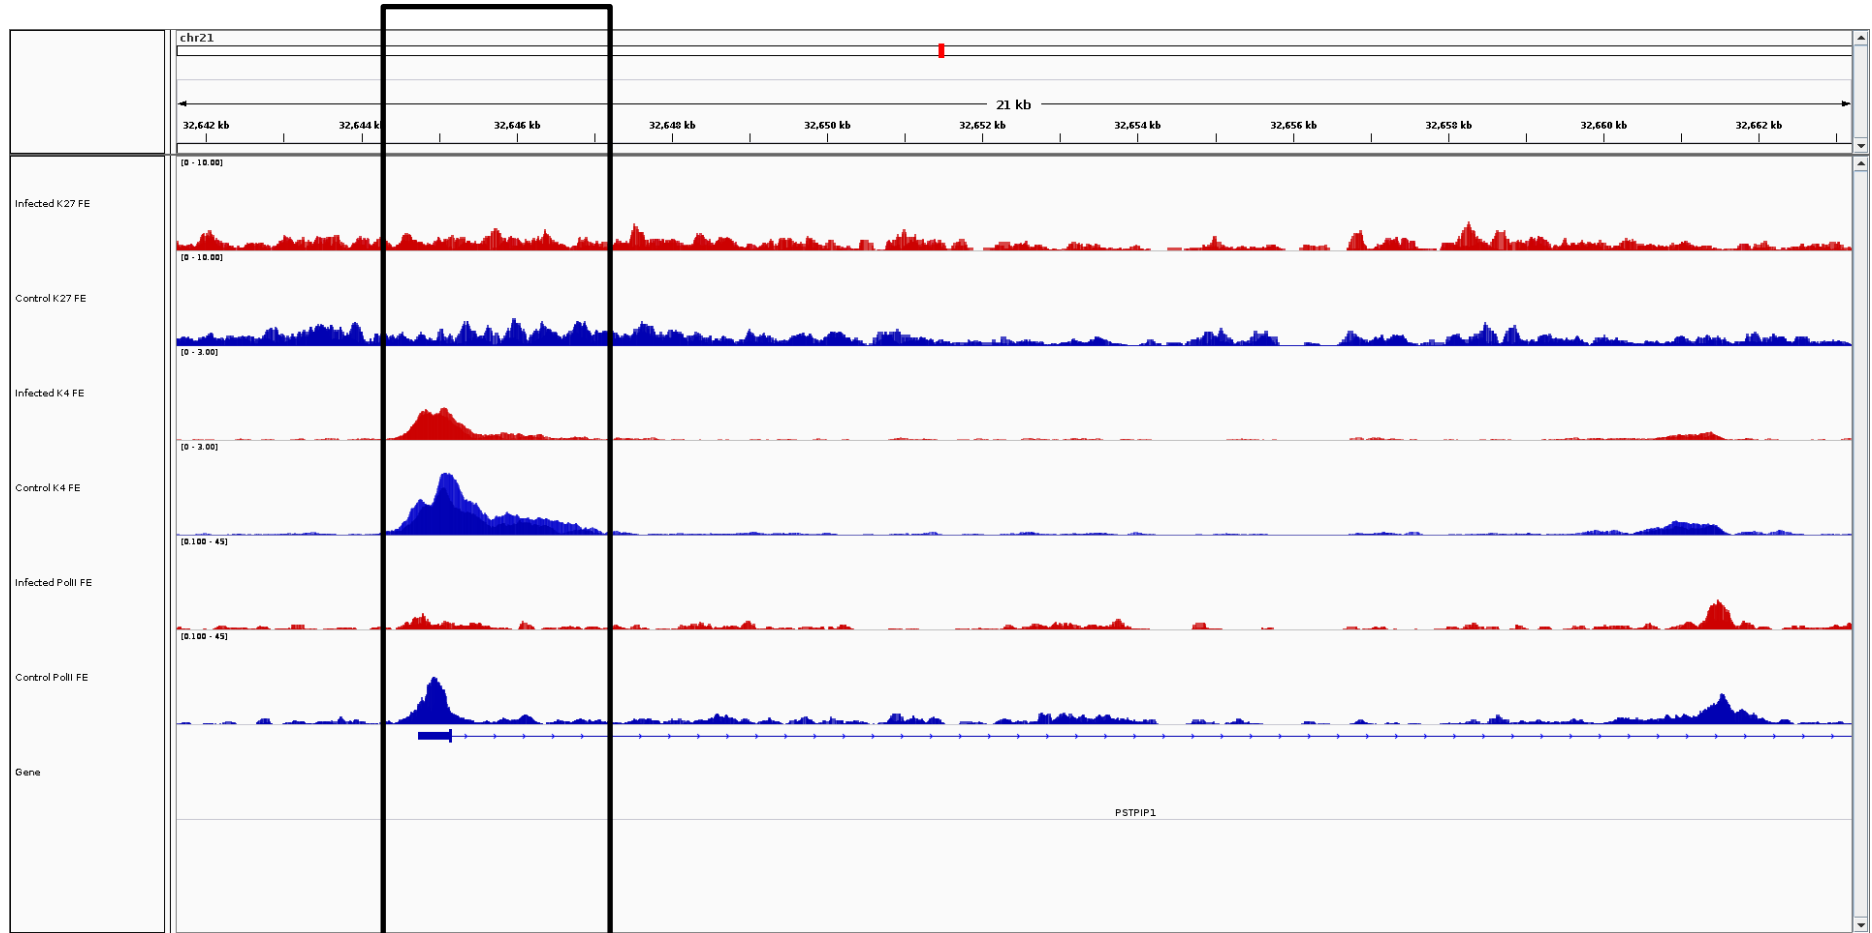 chr21
21 kb
32,642 kb 32,644 kb 32,646 kb 32,648 kb 32,650 kb 32,652 kb 32,654 kb 32,656 kb 32,658 kb 32,660 kb 32,662 kb
[0 - 10.00]
Infected K27 FE
[0 - 10.00]
Control K27 FE
[0 - 3.00]
Infected K4 FE
[0 - 3.00]
Control K4 FE
[0.100 - 45]
Infected PolII FE
[0.100 - 45]
Control PolII FE
Gene
PSTPIP1